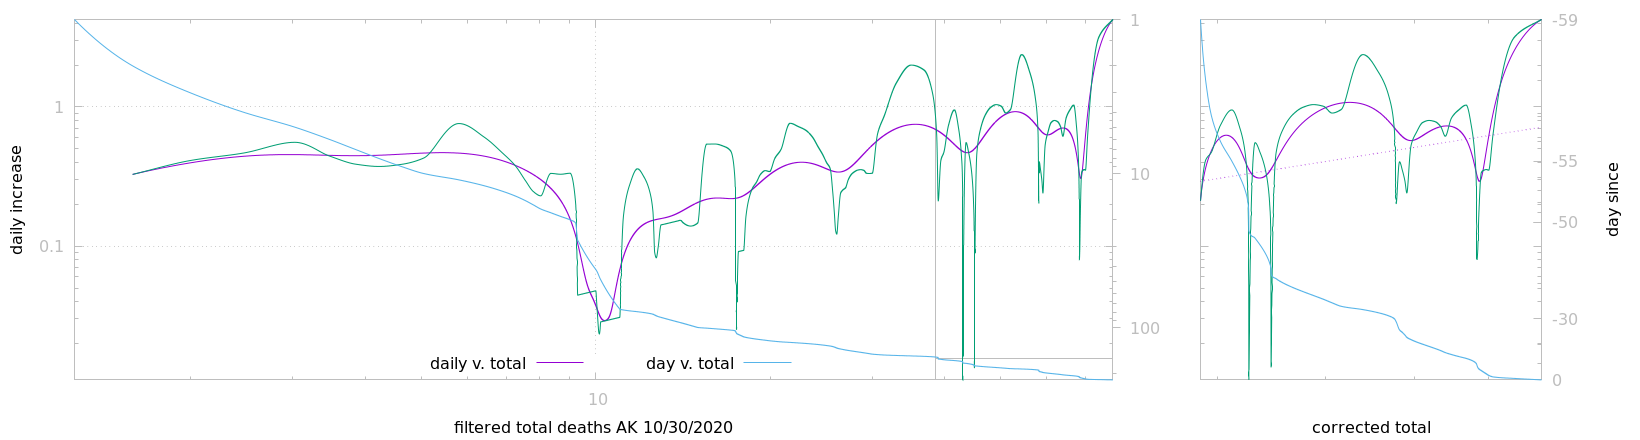 1
-59
1
daily increase
10
-55
day since
-50
0.1
100
-30
daily v. total
day v. total
0
10
filtered total deaths AK 10/30/2020
corrected total